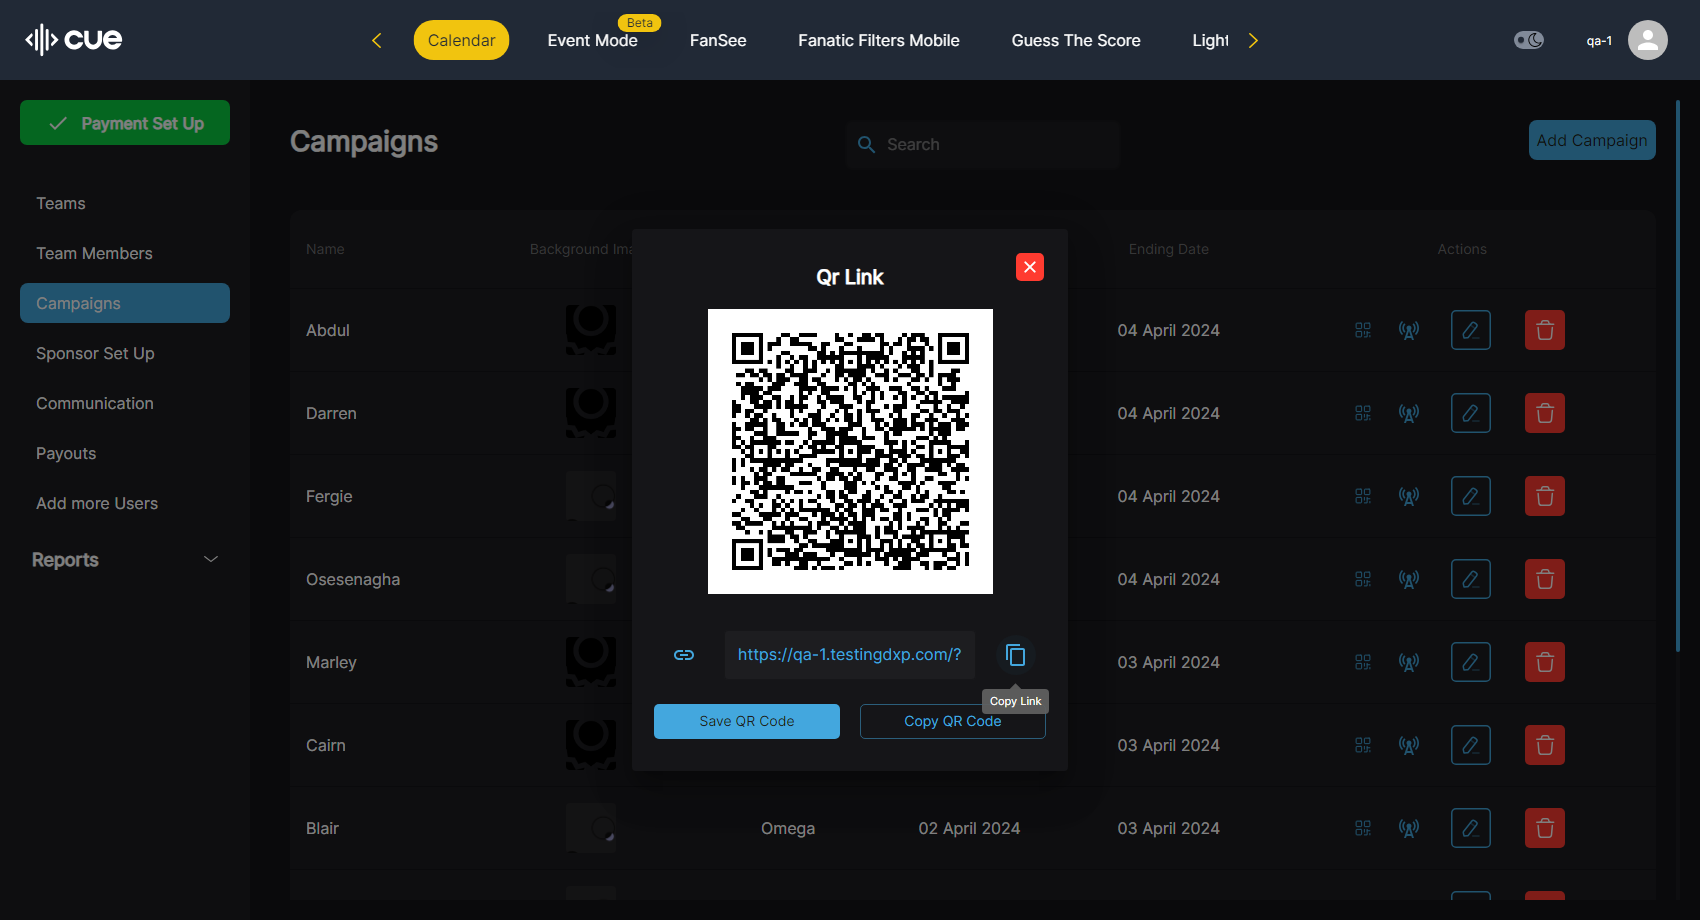 cue
Calendar
Event Mode
Beta
FanSee
Fanatic Filters Mobile
Guess The Score
Light
qa-1
Payment Set Up
Teams
Team Members
Campaigns
Sponsor Set Up
Communication
Payouts
Add more Users
Reports
Campaigns
Search
Add Campaign
Name
Background Ima
Ending Date
Actions
Abdul
04 April 2024
Darren
04 April 2024
Fergie
04 April 2024
Osesenagha
04 April 2024
Marley
03 April 2024
Cairn
03 April 2024
Blair
Omega
02 April 2024
03 April 2024
Qr Link
https://qa-1.testingdxp.com/?
Copy Link
Save QR Code
Copy QR Code